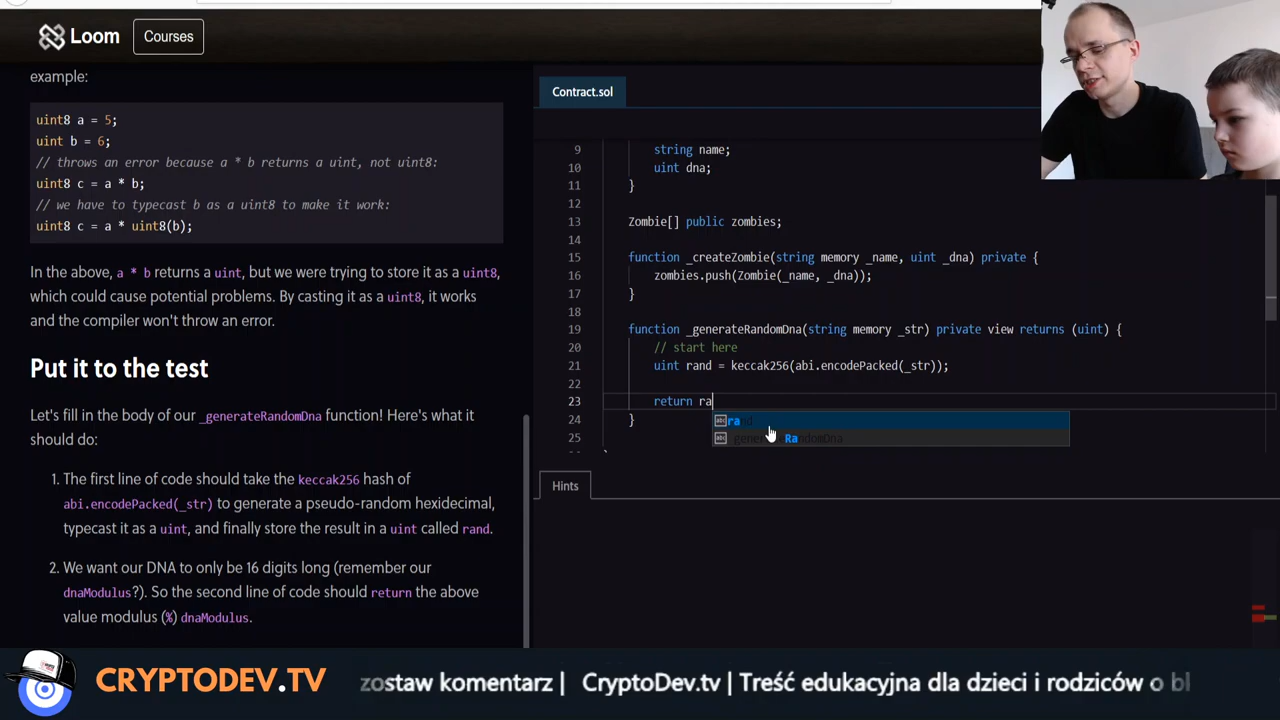 Loom
Courses
example:
uint8 a = 5;
uint b = 6;
// throws an error because a * b returns a uint, not uint8:
uint8 c = a * b;
// we have to typecast b as a uint8 to make it work:
uint8 c = a * uint8(b);
In the above, a * b returns a uint, but we were trying to store it as a uint8,
which could cause potential problems. By casting it as a uint8, it works
and the compiler won't throw an error.
Put it to the test
Let's fill in the body of our _generateRandomDna function! Here's what it
should do:
1. The first line of code should take the keccak256 hash of
abi.encodePacked(_str) to generate a pseudo-random hexidecimal,
typecast it as a uint, and finally store the result in a uint called rand.
2. We want our DNA to only be 16 digits long (remember our
dnaModulus?). So the second line of code should return the above
value modulus (%) dnaModulus.
Contract.sol
9 string name;
10 uint dna;
11 }
12
13 Zombie[] public zombies;
14
15 function _createZombie(string memory _name, uint _dna) private {
16 zombies.push(Zombie(_name, _dna));
17 }
18
19 function _generateRandomDna(string memory _str) private view returns (uint) {
20 // start here
21 uint rand = keccak256(abi.encodePacked(_str));
22
23 return ra
24 }
rand
_generateRandomDna
25
Hints
CRYPTODEV.TV
zostaw komentarz | CryptoDev.tv | Treść edukacyjna dla dzieci i rodziców o bl